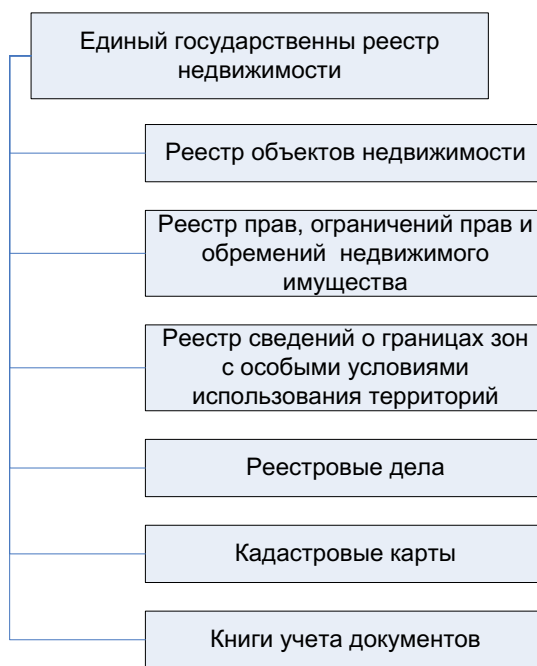 Единый государственны реестр
недвижимости
Реестр объектов недвижимости
Реестр прав, ограничений прав и
обремений недвижимого
имущества
Реестр сведений о границах зон
с особыми условиями
использования территорий
Реестровые дела
Кадастровые карты
Книги учета документов